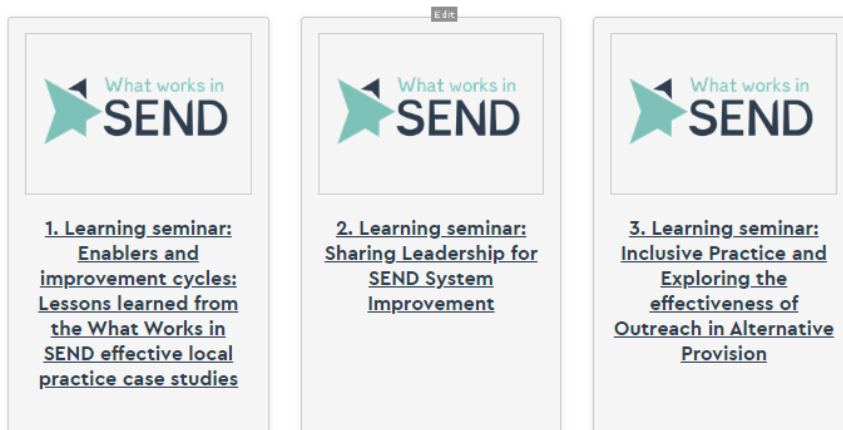 Edit
What works in
SEND
1. Learning seminar:
Enablers and
improvement cycles:
Lessons learned from
the What Works in
SEND effective local
practice case studies
What works in
SEND
2. Learning seminar:
Sharing Leadership for
SEND System
Improvement
What works in
SEND
3. Learning seminar:
Inclusive Practice and
Exploring the
effectiveness of
Outreach in Alternative
Provision